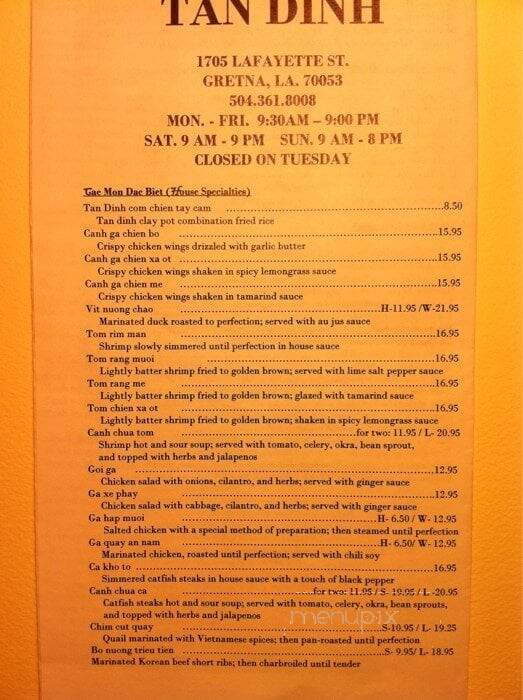 TAN DINH
1705 LAFAYETTE ST.
GRETNA, LA. 70053
504.361.8008
MON. - FRI. 9:30AM – 9:00 PM
SAT. 9 AM - 9 PM SUN. 9 AM - 8 PM
CLOSED ON TUESDAY
Cac Mon Dac Biet (House Specialties)
Tan Dinh com chien tay cam ....................8.50
Tan dinh clay pot combination fried rice
Canh ga chien bo ....................15.95
Crispy chicken wings drizzled with garlic butter
Canh ga chien xa ot ....................15.95
Crispy chicken wings shaken in spicy lemongrass sauce
Canh ga chien me ....................15.95
Crispy chicken wings shaken in tamarind sauce
Vit nuong chao ....................H-11.95 /W-21.95
Marinated duck roasted to perfection; served with au jus sauce
Tom rim man ....................16.95
Shrimp slowly simmered until perfection in house sauce
Tom rang muoi ....................16.95
Lightly batter shrimp fried to golden brown; served with lime salt pepper sauce
Tom rang me ....................16.95
Lightly batter shrimp fried to golden brown; glazed with tamarind sauce
Tom chien xa ot ....................16.95
Lightly batter shrimp fried to golden brown; shaken in spicy lemongrass sauce
Canh chua tom ....................for two: 11.95 / L- 20.95
Shrimp hot and sour soup; served with tomato, celery, okra, bean sprout,
and topped with herbs and jalapenos
Goi ga ....................12.95
Chicken salad with onions, cilantro, and herbs; served with ginger sauce
Ga xe phay ....................12.95
Chicken salad with cabbage, cilantro, and herbs; served with ginger sauce
Ga hap muoi ....................H- 6.50 / W- 12.95
Salted chicken with a special method of preparation; then steamed until perfection
Ga quay an nam ....................H- 6.50/ W- 12.95
Marinated chicken, roasted until perfection; served with chili soy
Ca kho to ....................16.95
Simmered catfish steaks in house sauce with a touch of black pepper
Canh chua ca ....................for two: 11.95 / S- 19.95 / L -20.95
Catfish steaks hot and sour soup; served with tomato, celery, okra, bean sprouts,
and topped with herbs and jalapenos
menupix
Chim cut quay ....................S-10.95 / L- 19.25
Quail marinated with Vietnamese spices; then pan-roasted until perfection
Bo nuong trieu tien ....................S- 9.95/ L- 18.95
Marinated Korean beef short ribs; then charbroiled until tender